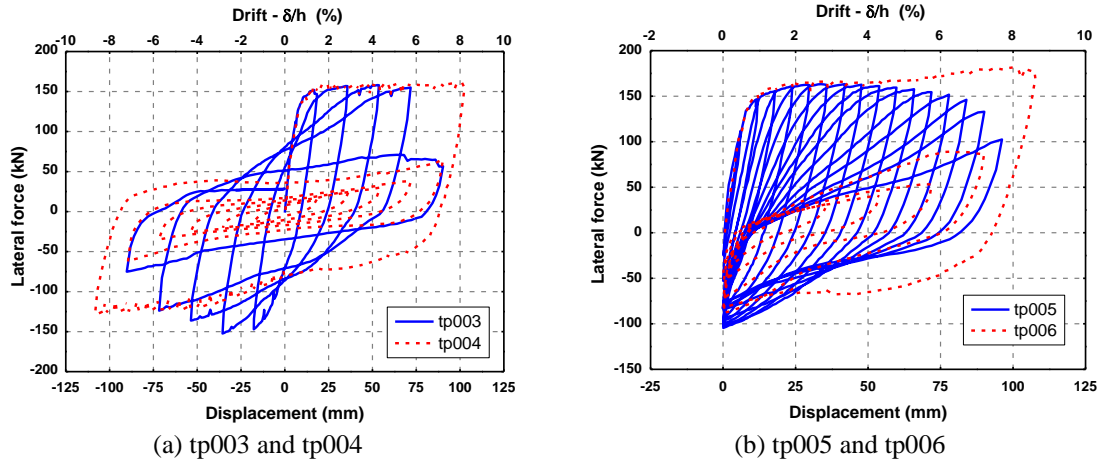 Drift - δ/h (%)
-10 -8 -6 -4 -2 0 2 4 6 8 10
200
150
100
50
0
-50
-100
-150
-200
Lateral force (kN)
tp003
tp004
-125 -100 -75 -50 -25 0 25 50 75 100 125
Displacement (mm)
(a) tp003 and tp004
Drift - δ/h (%)
-2 0 2 4 6 8 10
200
150
100
50
0
-50
-100
-150
Lateral force (kN)
tp005
tp006
-25 0 25 50 75 100 125
Displacement (mm)
(b) tp005 and tp006